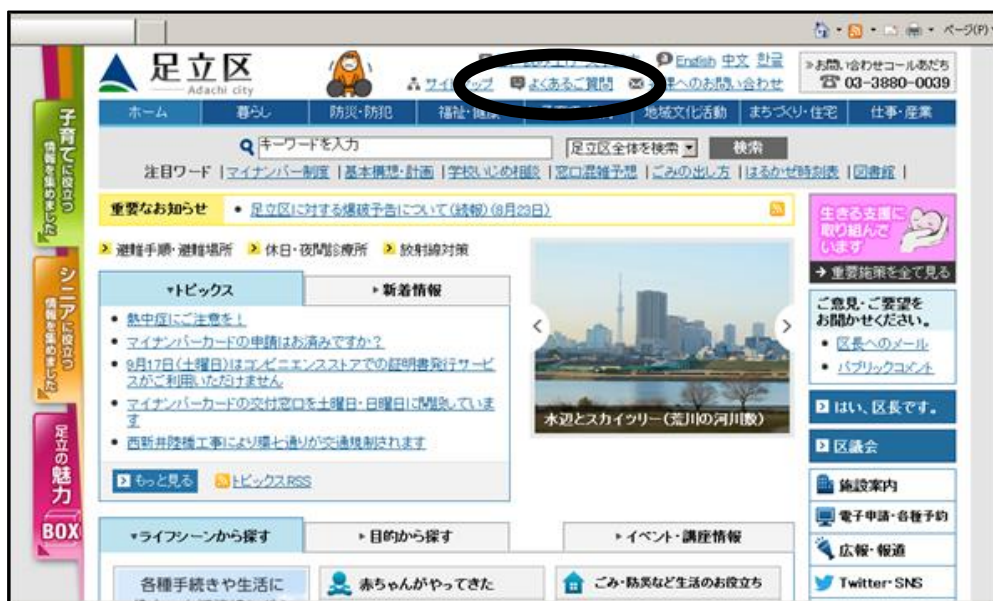 ページ(P)
足立区
Adachi city
English 中文 한글
サイトマップ よくあるご質問 へのお問い合わせ
お問い合わせコールあだち
03-3880-0039
ホーム 暮らし 防災・防犯 福祉・健康 地域文化活動 まちづくり・住宅 仕事・産業
キーワードを入力 足立区全体を検索 検索
注目ワード |マイナンバー制度 |基本構想・計画 |学校いじめ相談 |窓口混雑予想 |ごみの出し方 |はるかぜ時刻表 |図書館 |
重要なお知らせ • 足立区に対する爆破予告について(続報)(8月23日)
避難手順・避難場所 休日・夜間診療所 放射線対策
トピックス 新着情報
• 熱中症にご注意を!
• マイナンバーカードの申請はお済みですか?
• 9月17日(土曜日)はコンビニエンスストアでの証明書発行サービ
スがご利用いただけません
• マイナンバーカードの交付窓口を土曜日・日曜日に開設していま
す
• 西新井陸橋工事により環七通りが交通規制されます
もっと見る トピックスRSS
水辺とスカイツリー(荒川の河川敷)
生きる支援に
取り組んで
います
重要施策を全て見る
ご意見・ご要望を
お聞かせください。
• 区長へのメール
• パブリックコメント
はい、区長です。
区議会
施設案内
電子申請・各種予約
広報・報道
Twitter・SNS
子育てに役立つ
情報を集めました
シニアに役立つ
情報を集めました
足立の魅力
BOX
ライフシーンから探す 目的から探す イベント・講座情報
各種手続きや生活に 赤ちゃんがやってきた ごみ・防災など生活のお役立ち